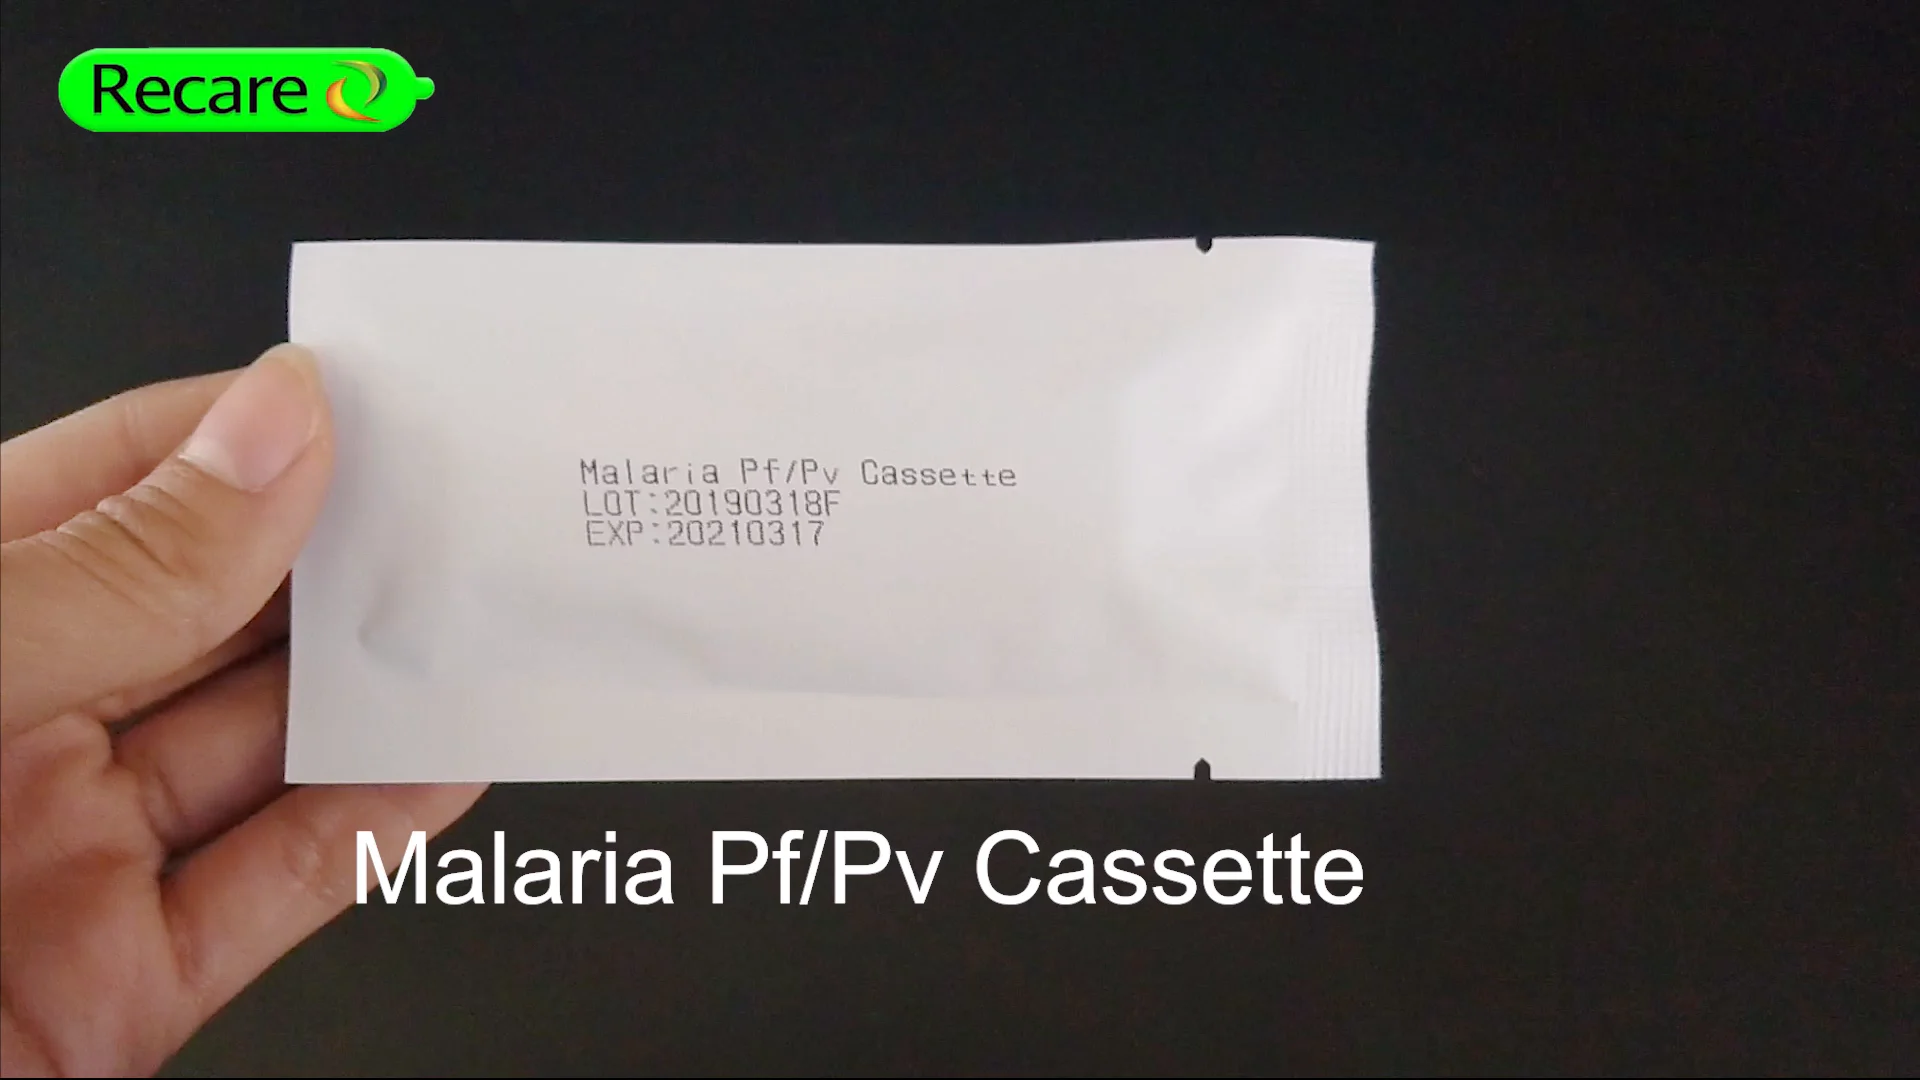 Recare
Malaria Pf/Pv Cassette
LOT:20190318F
EXP:20210317
Malaria Pf/Pv Cassette